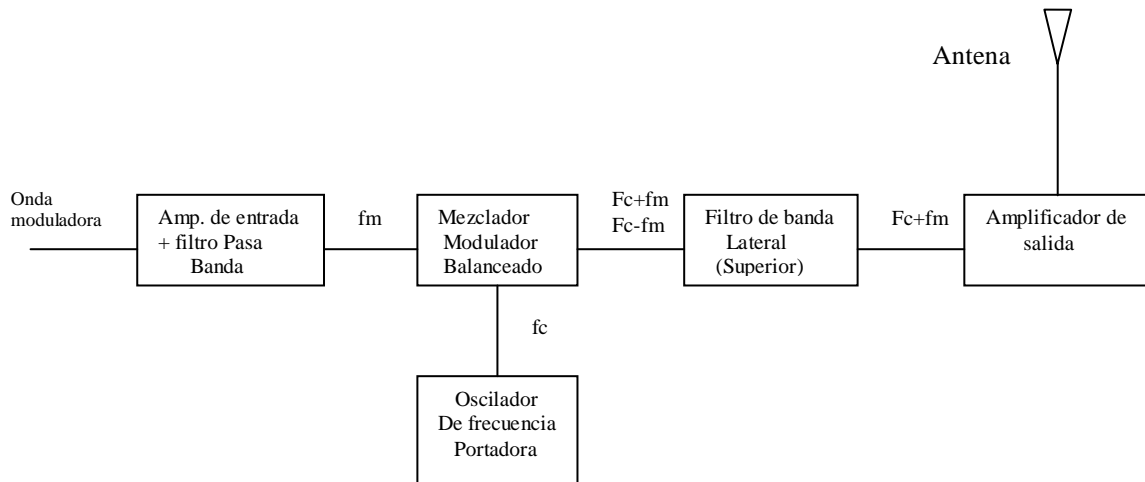 Antena
Onda
moduladora
Amp. de entrada
+ filtro Pasa
Banda
fm
Mezclador
Modulador
Balanceado
Fc+fm
Fc-fm
Filtro de banda
Lateral
(Superior)
Fc+fm
Amplificador de
salida
fc
Oscilador
De frecuencia
Portadora